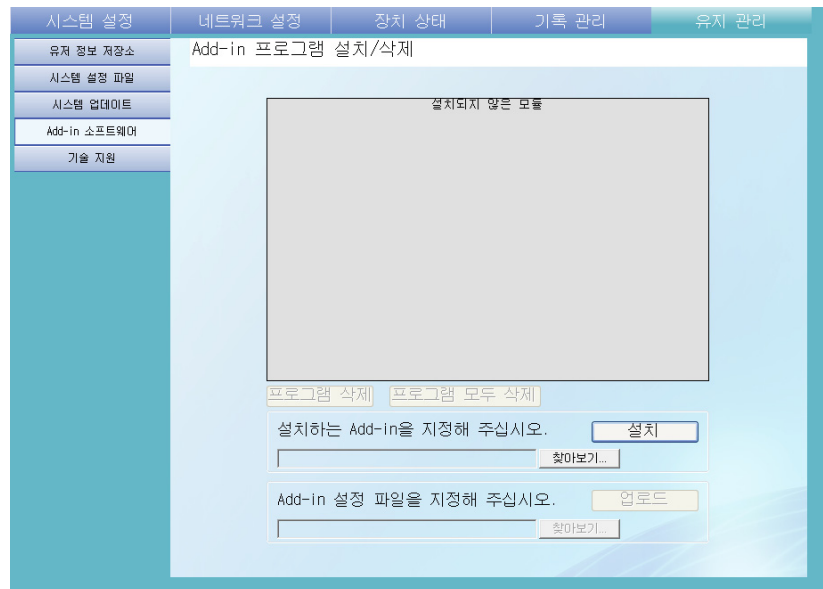 시스템 설정 네트워크 설정 장치 상태 기록 관리 유지 관리
유저 정보 저장소
시스템 설정 파일
시스템 업데이트
Add-in 소프트웨어
기술 지원
Add-in 프로그램 설치/삭제
설치되지 않은 모듈
프로그램 삭제 프로그램 모두 삭제
설치하는 Add-in을 지정해 주십시오. 설치
찾아보기...
Add-in 설정 파일을 지정해 주십시오. 업로드
찾아보기...